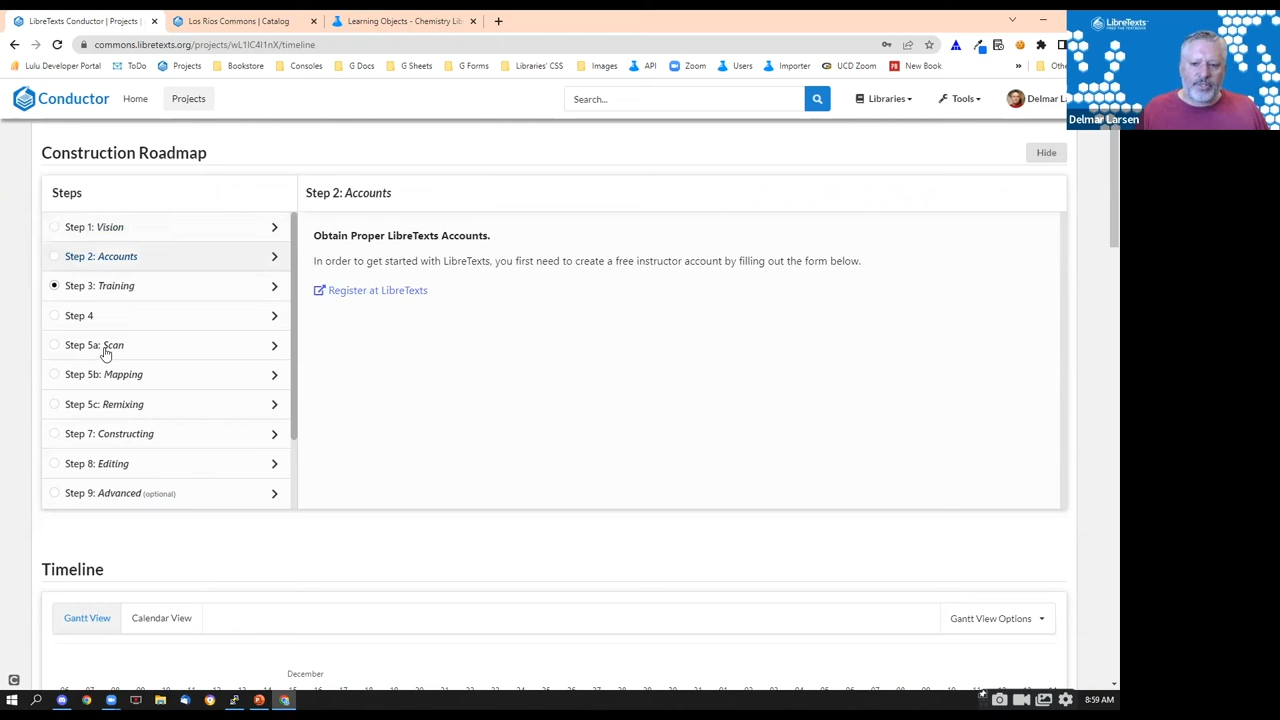 LibreTexts Conductor | Projects |
Los Rios Commons | Catalog
Learning Objects - Chemistry Lib
commons.libretexts.org/projects/wL1IC4I1nX/timeline
Lulu Developer Portal
ToDo
Projects
Bookstore
Consoles
G Docs
G Sheets
G Forms
Libraries' CSS
Images
API
Zoom
Users
Importer
UCD Zoom
New Book
Othe
LibreTexts
FREE THE TEXTBOOK
Delmar Larsen
Conductor
Home
Projects
Search...
Libraries
Tools
Delmar La
Construction Roadmap
Hide
Steps
Step 2: Accounts
Step 1: Vision
Step 2: Accounts
Step 3: Training
Step 4
Step 5a: Scan
Step 5b: Mapping
Step 5c: Remixing
Step 7: Constructing
Step 8: Editing
Step 9: Advanced (optional)
Obtain Proper LibreTexts Accounts.
In order to get started with LibreTexts, you first need to create a free instructor account by filling out the form below.
Register at LibreTexts
Timeline
Gantt View
Calendar View
Gantt View Options
December
8:59 AM